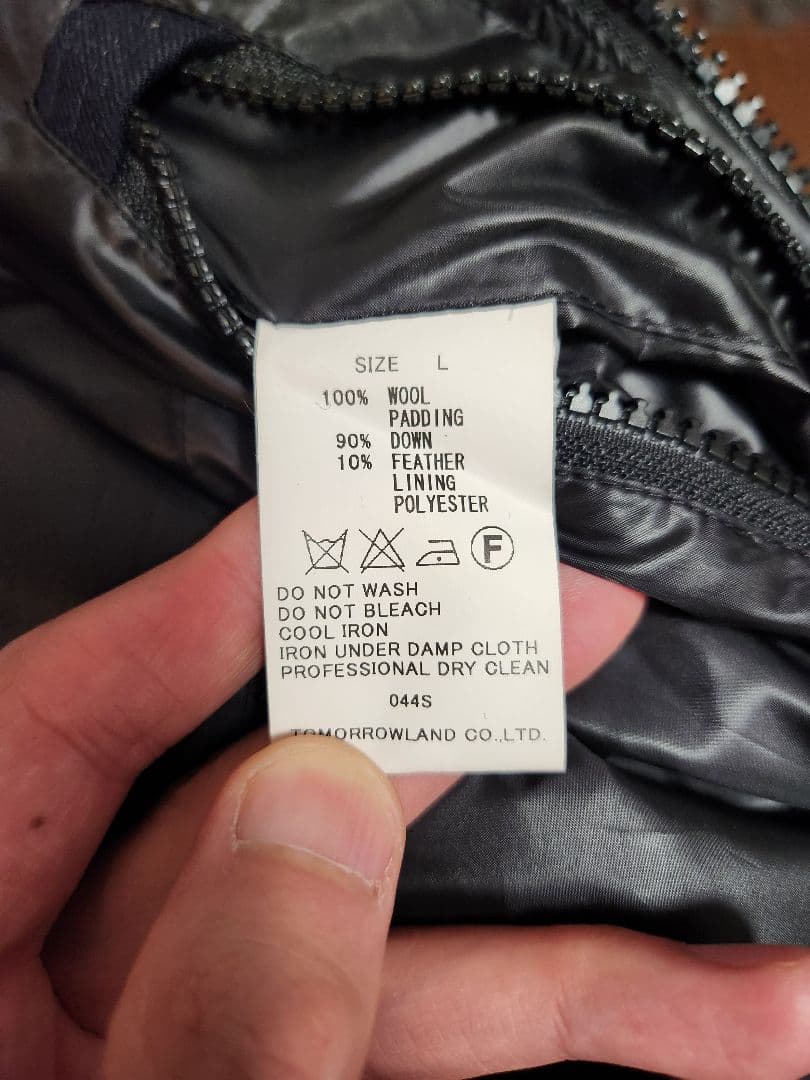 SIZE L
100% WOOL
PADDING
90% DOWN
10% FEATHER
LINING
POLYESTER
F
DO NOT WASH
DO NOT BLEACH
COOL IRON
IRON UNDER DAMP CLOTH
PROFESSIONAL DRY CLEAN
044S
TOMORROWLAND CO.,LTD.